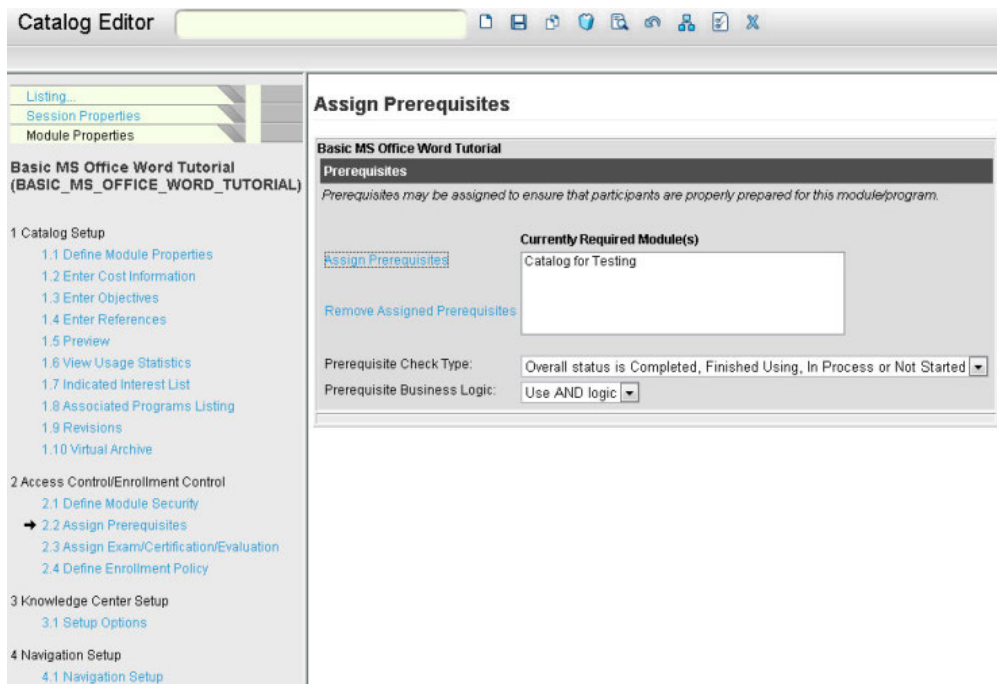 Catalog Editor
Listing...
Session Properties
Module Properties
Basic MS Office Word Tutorial
(BASIC_MS_OFFICE_WORD_TUTORIAL)
1 Catalog Setup
1.1 Define Module Properties
1.2 Enter Cost Information
1.3 Enter Objectives
1.4 Enter References
1.5 Preview
1.6 View Usage Statistics
1.7 Indicated Interest List
1.8 Associated Programs Listing
1.9 Revisions
1.10 Virtual Archive
2 Access Control/Enrollment Control
2.1 Define Module Security
2.2 Assign Prerequisites
2.3 Assign Exam/Certification/Evaluation
2.4 Define Enrollment Policy
3 Knowledge Center Setup
3.1 Setup Options
4 Navigation Setup
4.1 Navigation Setup
Assign Prerequisites
Basic MS Office Word Tutorial
Prerequisites
Prerequisites may be assigned to ensure that participants are properly prepared for this module/program.
Currently Required Module(s)
Assign Prerequisites
Catalog for Testing
Remove Assigned Prerequisites
Prerequisite Check Type: Overall status is Completed, Finished Using, In Process or Not Started
Prerequisite Business Logic: Use AND logic